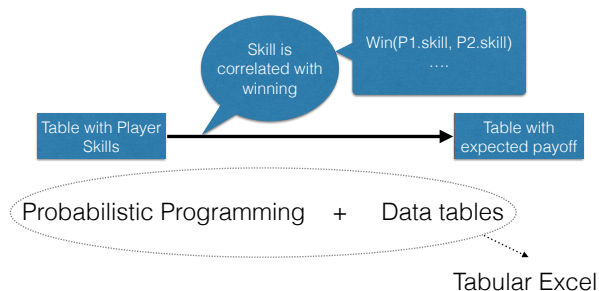 Skill is
correlated with
winning
Win(P1.skill, P2.skill)
....
Table with Player
Skills
Table with
expected payoff
Probabilistic Programming + Data tables
Tabular Excel